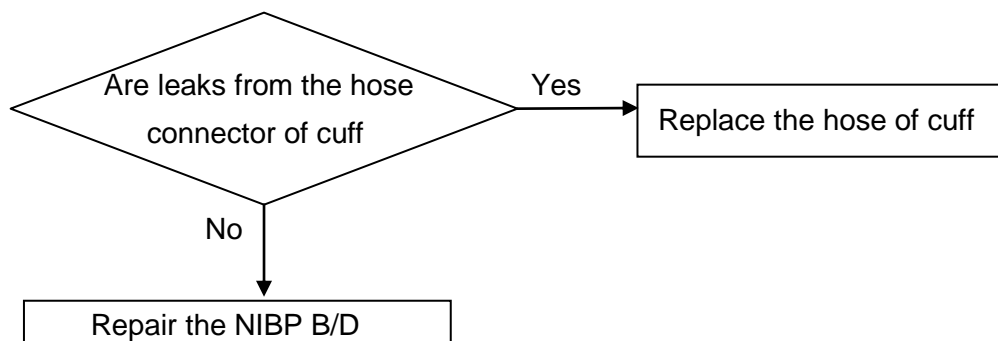 Are leaks from the hose
connector of cuff
Yes
Replace the hose of cuff
No
Repair the NIBP B/D